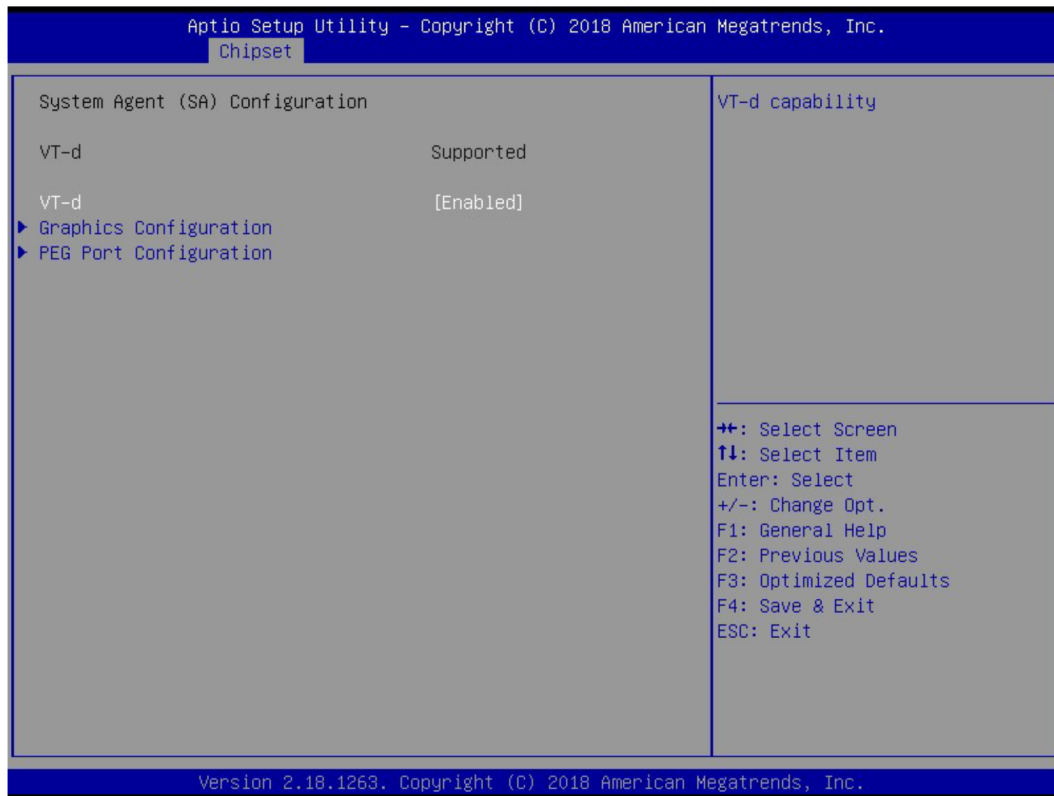 Aptio Setup Utility – Copyright (C) 2018 American Megatrends, Inc.
Chipset
System Agent (SA) Configuration
VT-d Supported
VT-d [Enabled]
▶ Graphics Configuration
▶ PEG Port Configuration
VT-d capability
→←: Select Screen
↑↓: Select Item
Enter: Select
+/-: Change Opt.
F1: General Help
F2: Previous Values
F3: Optimized Defaults
F4: Save & Exit
ESC: Exit
Version 2.18.1263. Copyright (C) 2018 American Megatrends, Inc.